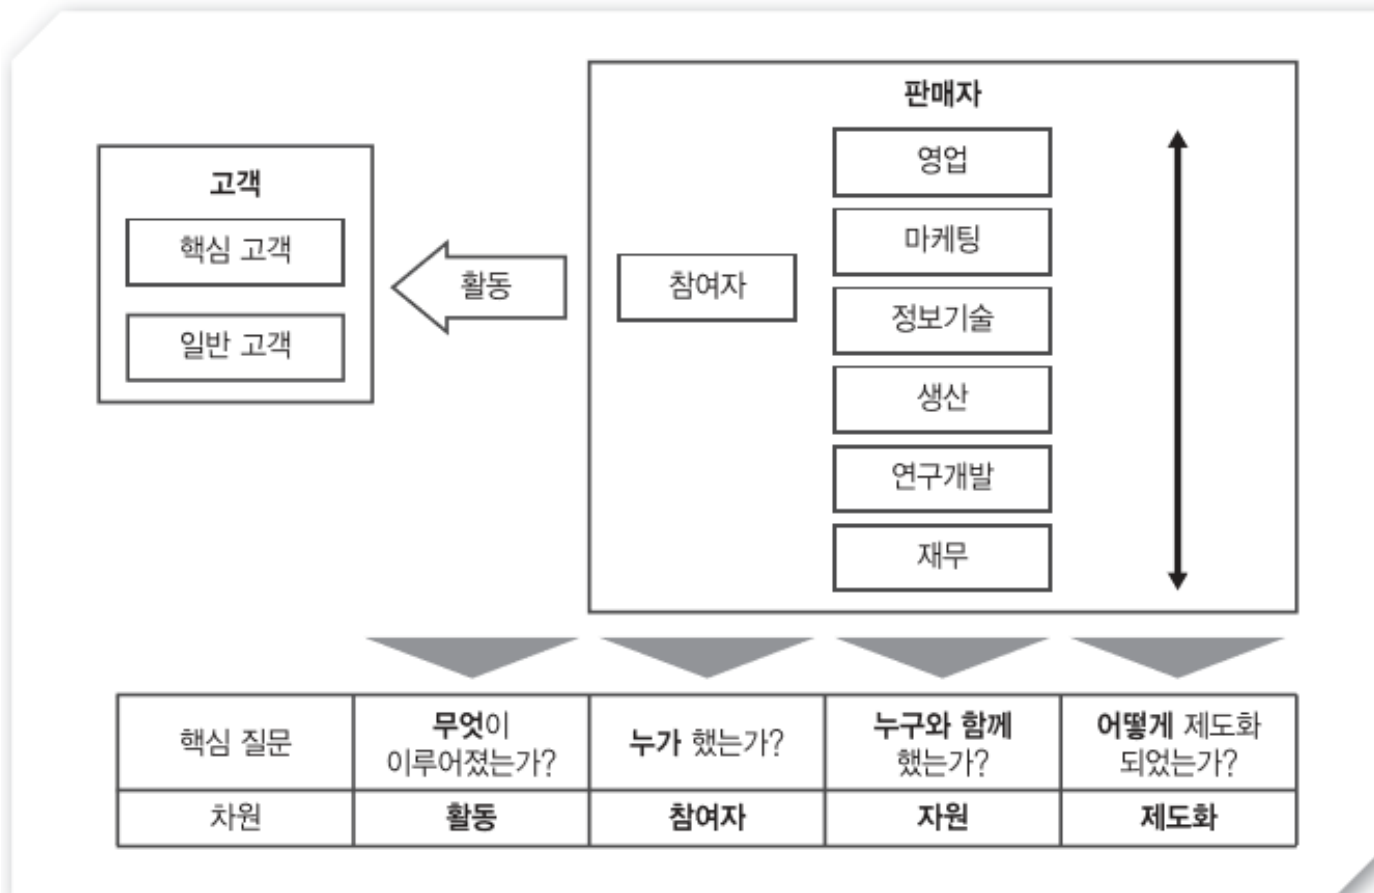 판매자
영업
고객
마케팅
핵심 고객
활동
참여자
정보기술
일반 고객
생산
연구개발
재무
핵심 질문
무엇이
이루어졌는가?
누가 했는가?
누구와 함께
했는가?
어떻게 제도화
되었는가?
차원
활동
참여자
자원
제도화